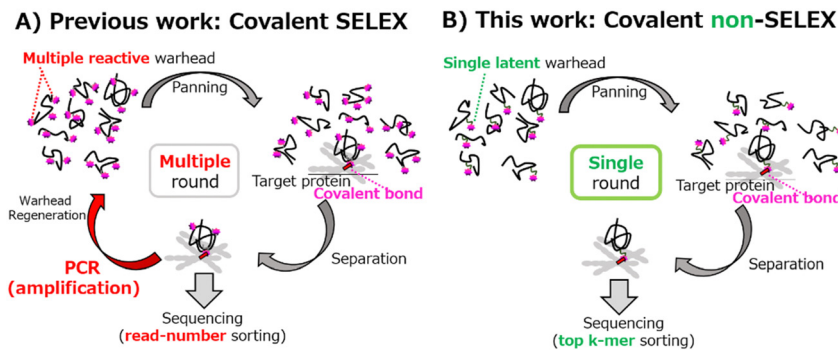 A) Previous work: Covalent SELEX
Multiple reactive warhead
Panning
Multiple
round
Target protein
Covalent bond
Warhead
Regeneration
PCR
(amplification)
Separation
Sequencing
(read-number sorting)
B) This work: Covalent non-SELEX
Single latent warhead
Panning
Single
round
Target protein
Covalent bond
Separation
Sequencing
(top k-mer sorting)